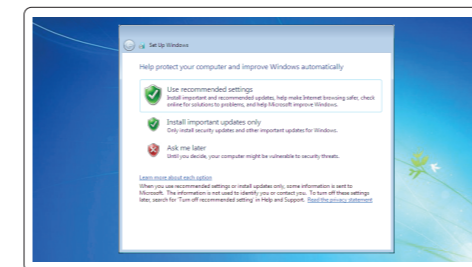 Set Up Windows
Help protect your computer and improve Windows automatically
Use recommended settings
Install important and recommended updates, help make Internet browsing safer, check
online for solutions to problems, and help Microsoft improve Windows.
Install important updates only
Only install security updates and other important updates for Windows.
Ask me later
Until you decide, your computer might be vulnerable to security threats.
Learn more about each option
When you use recommended settings or install updates only, some information is sent to
Microsoft. The information is not used to identify you or contact you. To turn off these settings
later, search for 'Turn off recommended setting' in Help and Support. Read the privacy statement